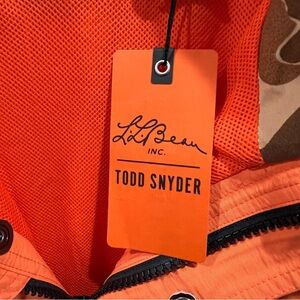 L.L.Bean
INC.
TODD SNYDER